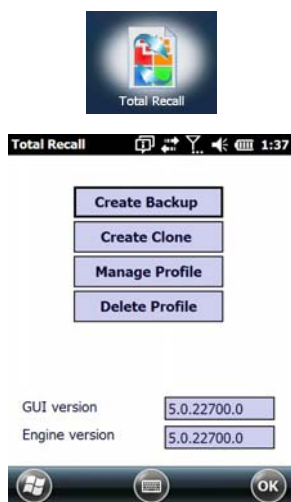 Total Recall
Total Recall 1:37
Create Backup
Create Clone
Manage Profile
Delete Profile
GUI version 5.0.22700.0
Engine version 5.0.22700.0
OK